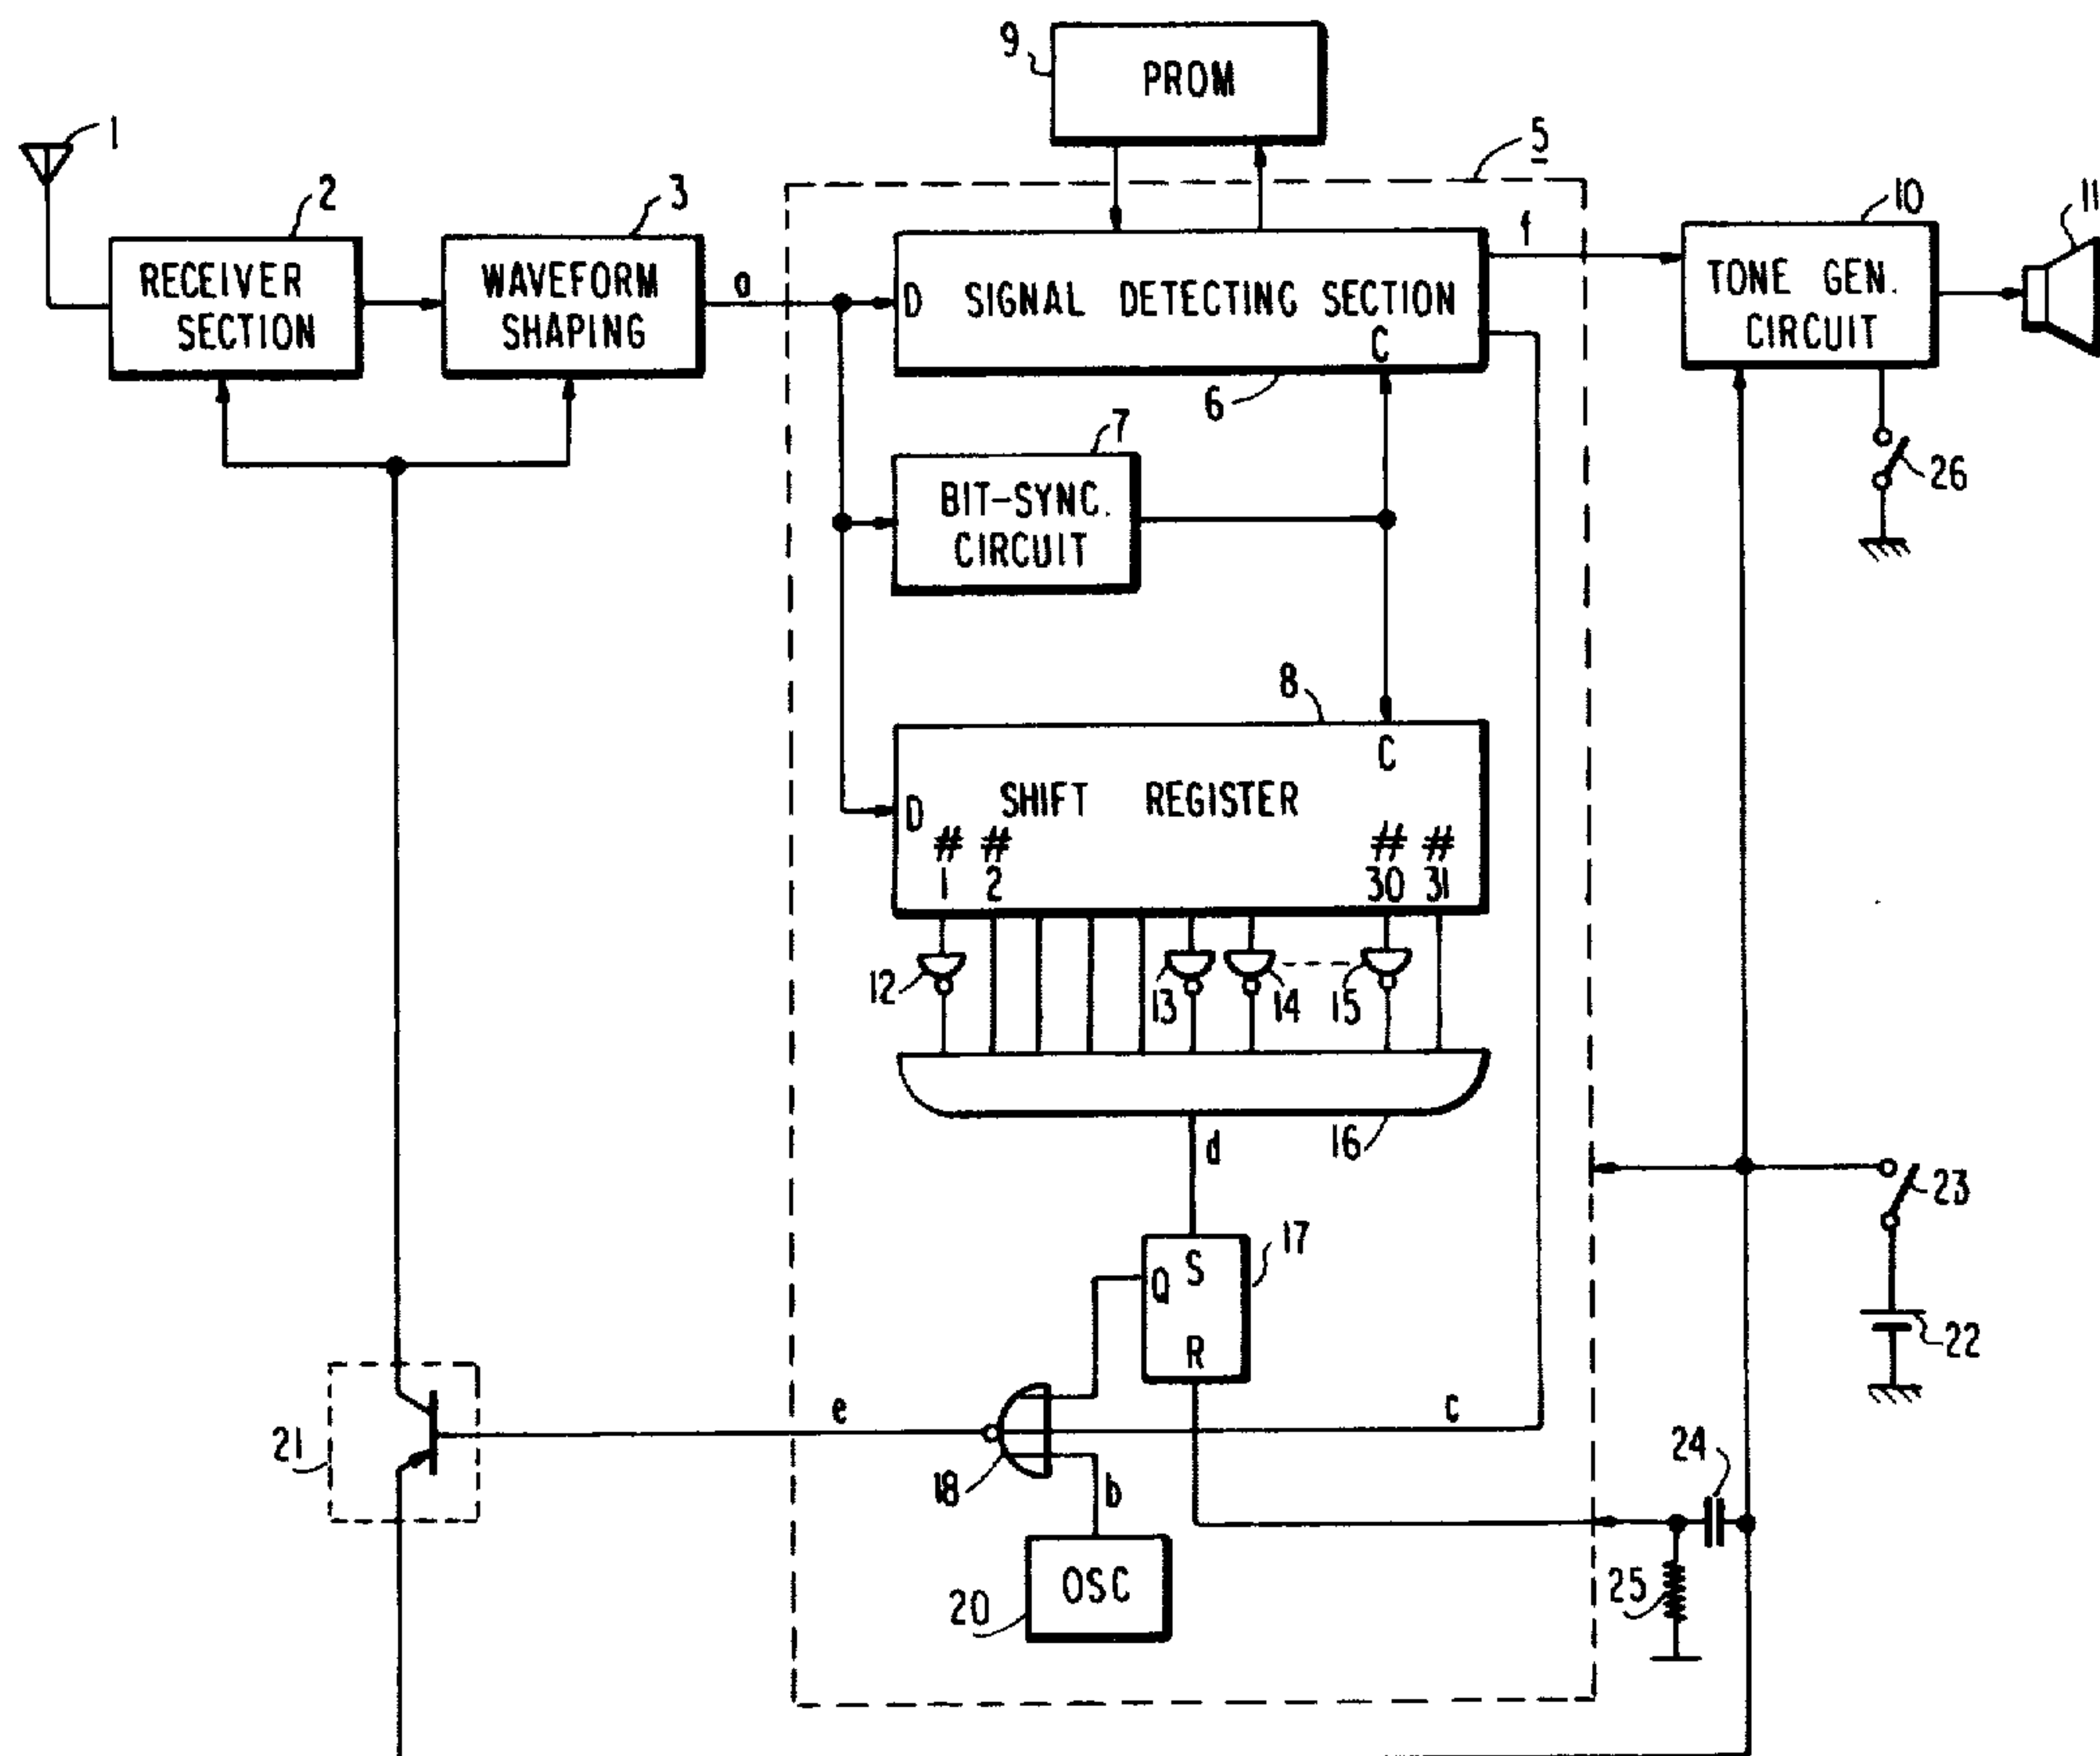 9
PROM
1
5
2
3
10
11
RECEIVER
SECTION
WAVEFORM
SHAPING
a
D SIGNAL DETECTING SECTION
C
f
TONE GEN.
CIRCUIT
6
7
26
BIT-SYNC.
CIRCUIT
8
C
D SHIFT REGISTER
# # # #
1 2 30 31
12
13
14
15
16
d
23
17
S
Q
R
22
e
c
21
18
b
24
OSC
20
25